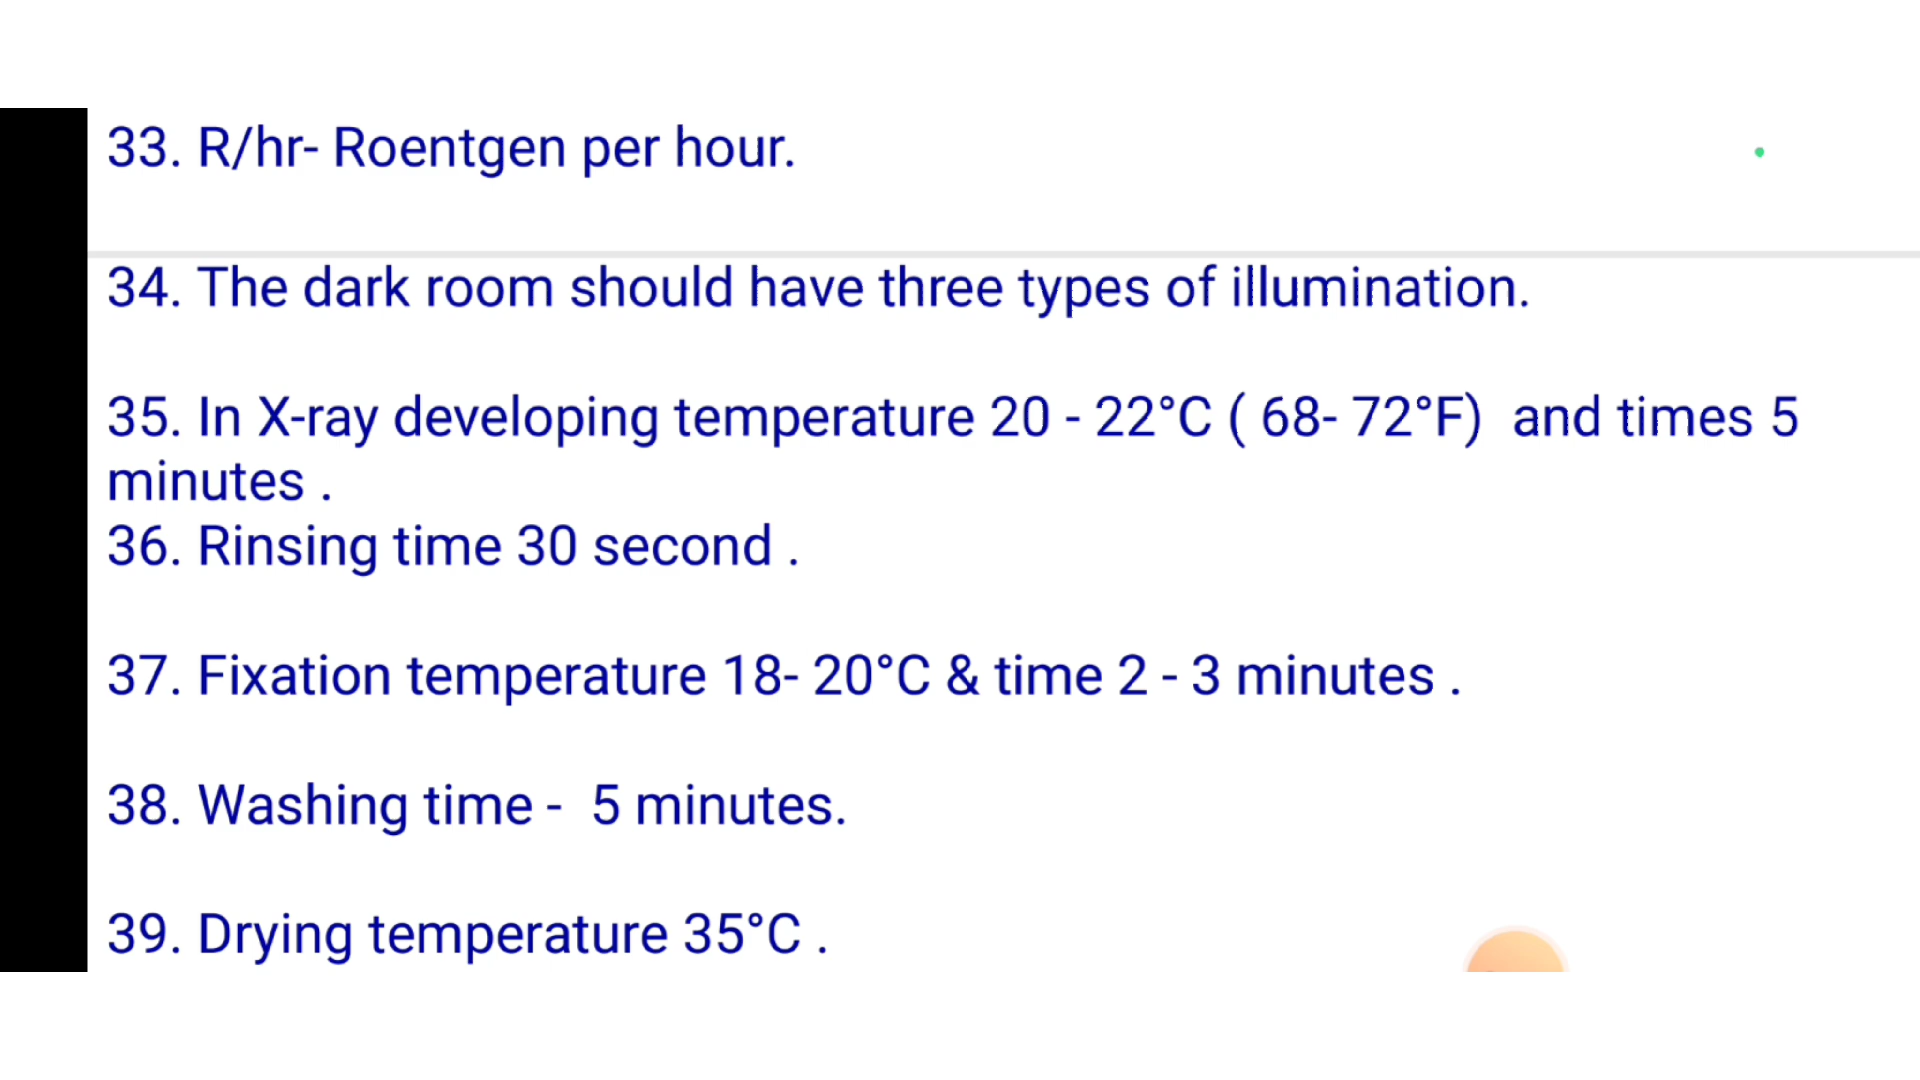 33. R/hr- Roentgen per hour.
34. The dark room should have three types of illumination.
35. In X-ray developing temperature 20 - 22°C ( 68- 72°F)  and times 5
minutes .
36. Rinsing time 30 second .
37. Fixation temperature 18- 20°C & time 2 - 3 minutes .
38. Washing time -  5 minutes.
39. Drying temperature 35°C .